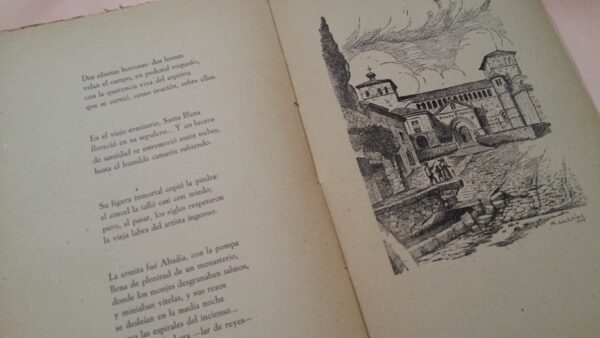 Dos siluetas borrosas: dos leones
velan el campo, en pedestal roqueño,
con la querencia viva del espíritu
que se cernió, como oración, sobre ellos.
En el viejo ermitorio, Santa Illana
floreció en su sepulcro... Y un lucero
de santidad se estremeció entre nubes,
hasta el humilde camarín subiendo.
Su figura inmortal copió la piedra:
el cincel la talló casi con miedo;
pero, al pasar, los siglos respetaron
la vieja labra del artista ingenuo.
La ermita fué Abadía, con la pompa
llena de plenitud de un monasterio,
donde los monjes desgranaban salmos,
y miniaban vitelas, y sus rezos
se desleían en la media noche
las espirales del incienso...
—lar de reyes—